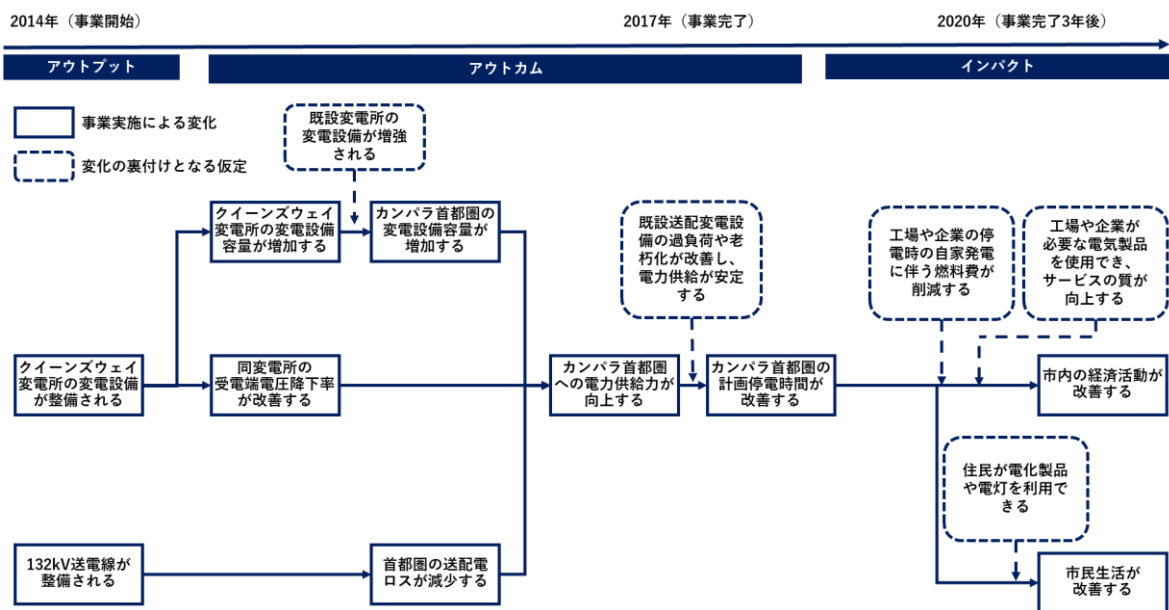 2014年（事業開始）
2017年（事業完了）
2020年（事業完了3年後）
アウトプット
アウトカム
インパクト
事業実施による変化
変化の裏付けとなる仮定
既設変電所の
変電設備が増強
される
クイーンズウェイ
変電所の変電設備
容量が増加する
カンパラ首都圏の
変電設備容量が
増加する
既設送配変電設
備の過負荷や老
朽化が改善し、
電力供給が安定
する
工場や企業の停
電時の自家発電
に伴う燃料費が
削減する
工場や企業が
必要な電気製品
を使用でき、
サービスの質が
向上する
クイーンズウェイ
変電所の変電設備
が整備される
同変電所の
受電端電圧降下率
が改善する
カンパラ首都圏
への電力供給力が
向上する
カンパラ首都圏の
計画停電時間が
改善する
市内の経済活動が
改善する
住民が電化製品
や電灯を利用で
きる
132kV送電線が
整備される
首都圏の送配電
ロスが減少する
市民生活が
改善する